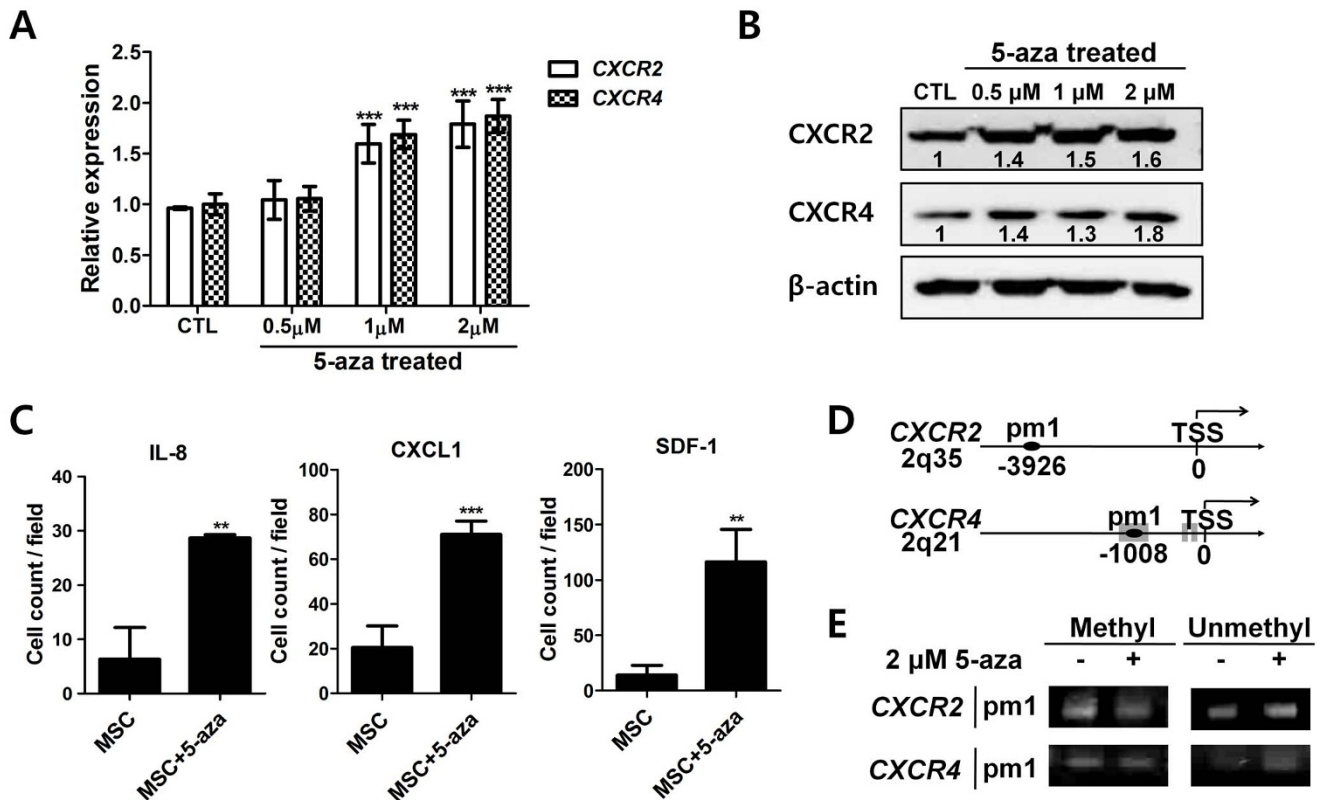 A
2.5
2.0
1.5
1.0
0.5
0.0
Relative expression
*** ***
*** ***
CXCR2
CXCR4
CTL 0.5μM 1μM 2μM
5-aza treated
B
5-aza treated
CTL 0.5 μM 1 μM 2 μM
CXCR2
1 1.4 1.5 1.6
CXCR4
1 1.4 1.3 1.8
β-actin
C
IL-8
Cell count / field
40
30
20
10
0
**
MSC
MSC+5-aza
CXCL1
Cell count / field
100
80
60
40
20
0
***
MSC
MSC+5-aza
SDF-1
Cell count / field
200
150
100
50
0
**
MSC
MSC+5-aza
D
CXCR2 pm1 TSS
2q35 -3926 0
CXCR4 pm1 TSS
2q21 -1008 0
E
Methyl Unmethyl
2 μM 5-aza - + - +
CXCR2 pm1
CXCR4 pm1